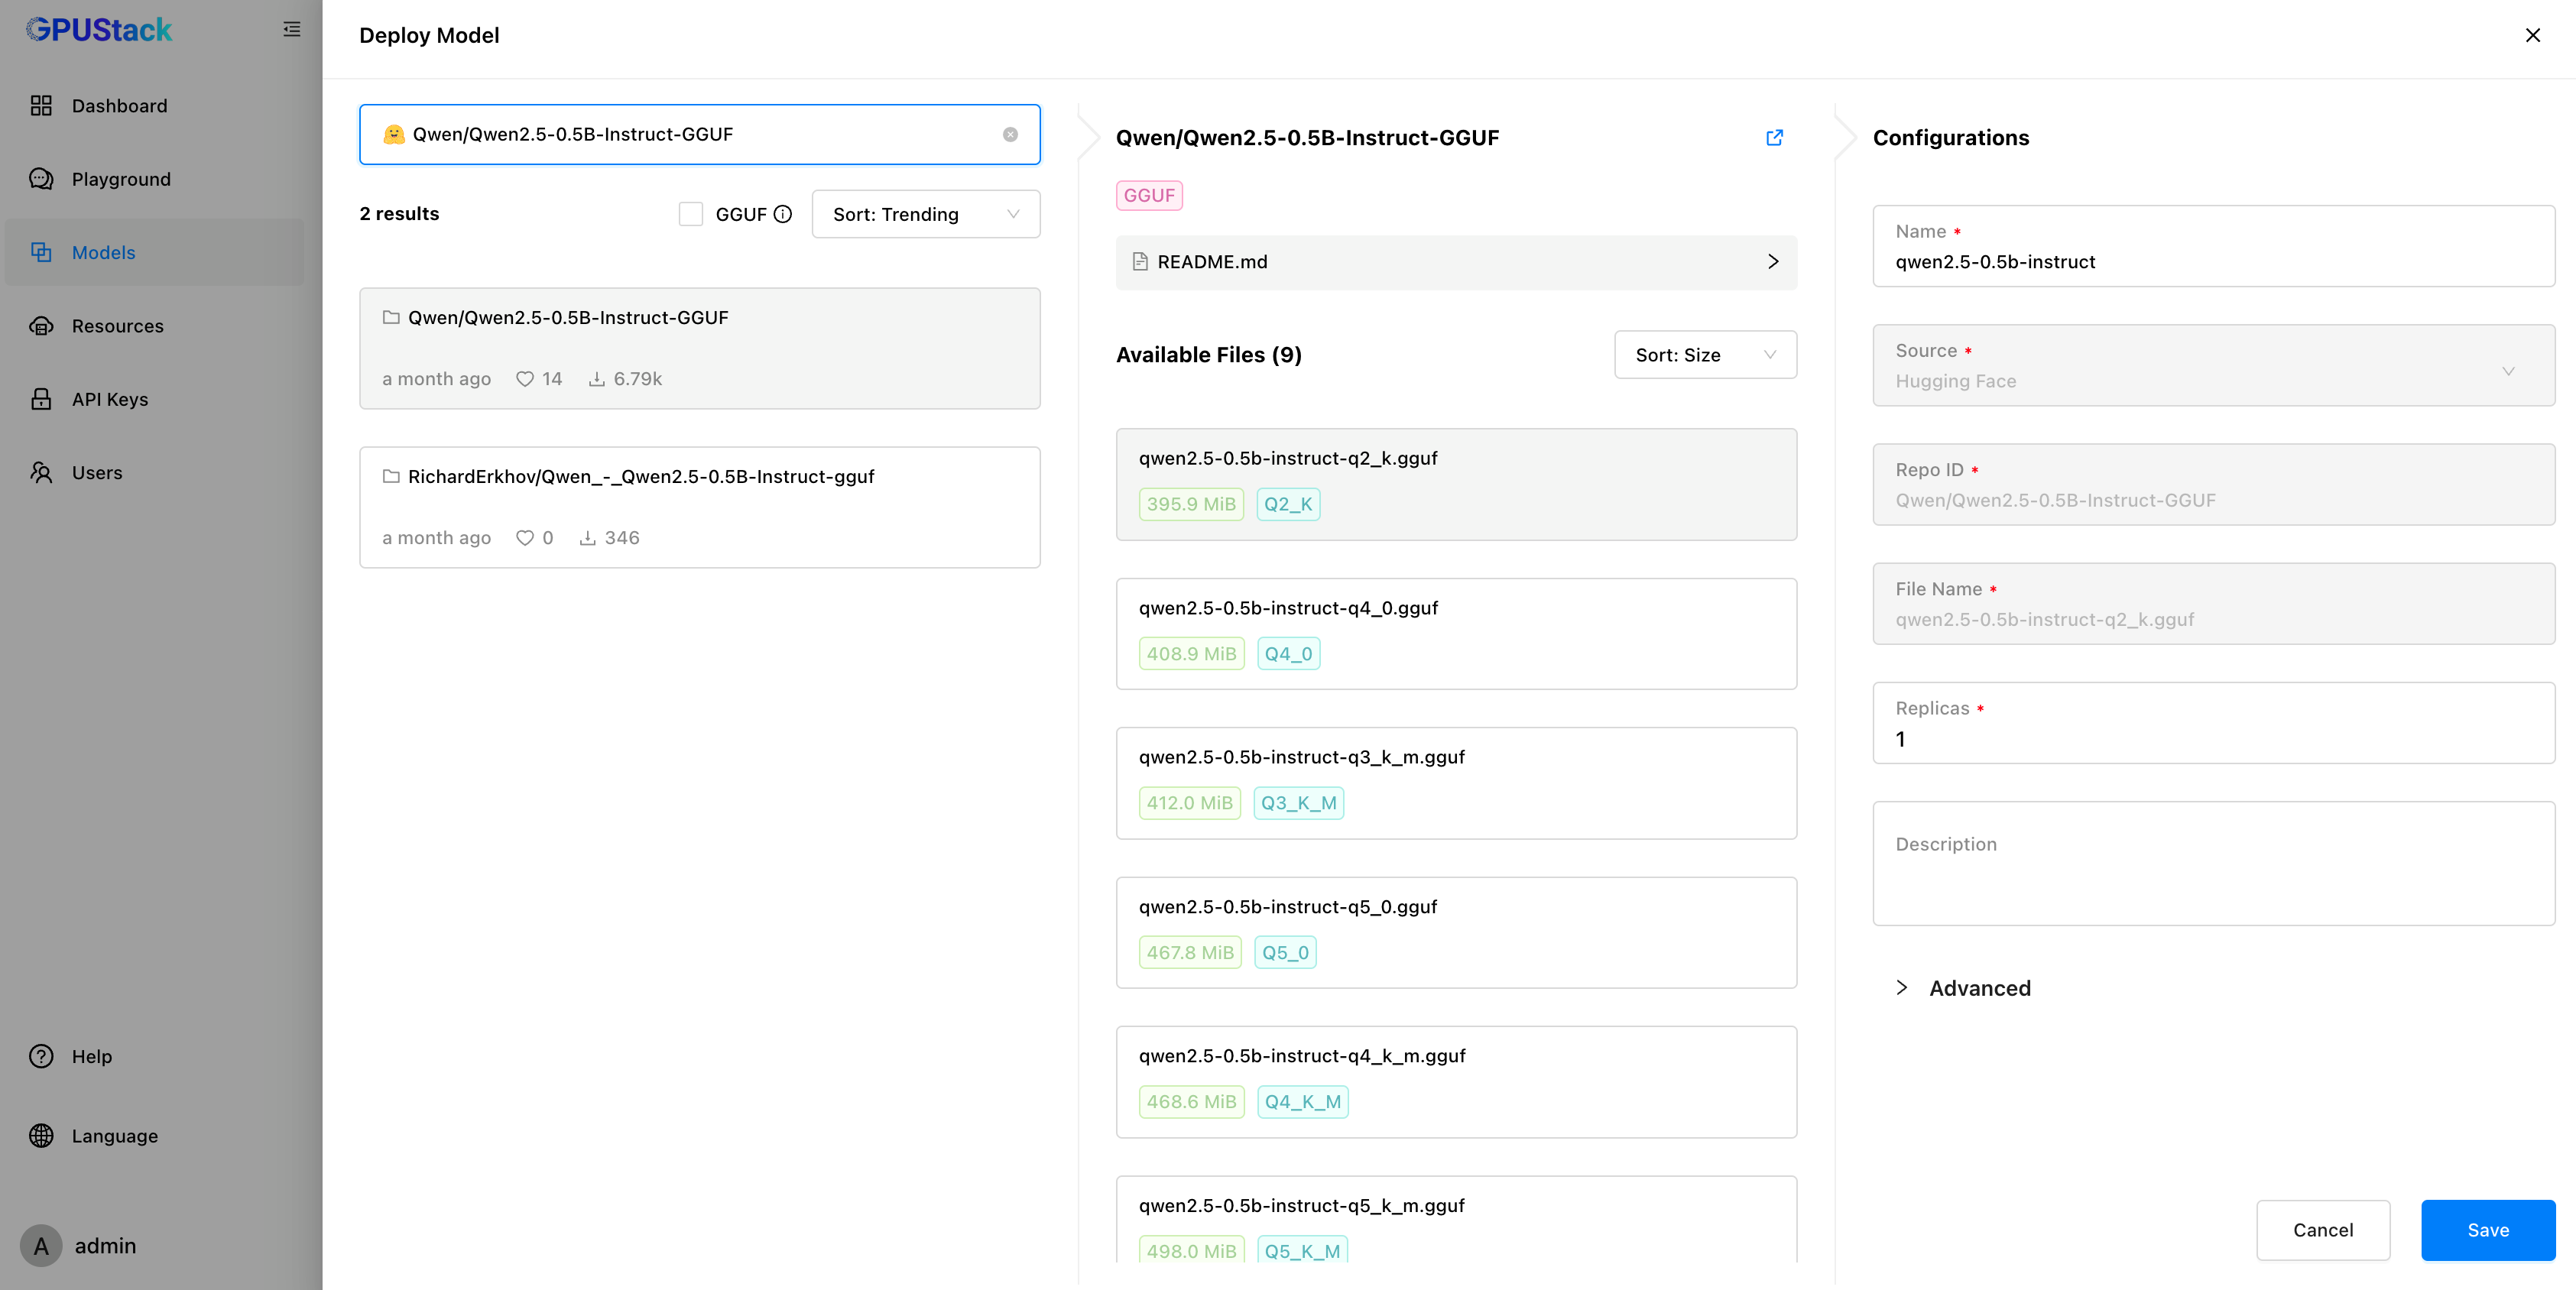 GPUStack
Dashboard
Playground
Models
Resources
API Keys
Users
Help
Language
A admin
Deploy Model
Qwen/Qwen2.5-0.5B-Instruct-GGUF
2 results
GGUF
Sort: Trending
Qwen/Qwen2.5-0.5B-Instruct-GGUF
a month ago 14 6.79k
RichardErkhov/Qwen_-_Qwen2.5-0.5B-Instruct-gguf
a month ago 0 346
Qwen/Qwen2.5-0.5B-Instruct-GGUF
GGUF
README.md
Available Files (9)
Sort: Size
qwen2.5-0.5b-instruct-q2_k.gguf
395.9 MiB Q2_K
qwen2.5-0.5b-instruct-q4_0.gguf
408.9 MiB Q4_0
qwen2.5-0.5b-instruct-q3_k_m.gguf
412.0 MiB Q3_K_M
qwen2.5-0.5b-instruct-q5_0.gguf
467.8 MiB Q5_0
qwen2.5-0.5b-instruct-q4_k_m.gguf
468.6 MiB Q4_K_M
qwen2.5-0.5b-instruct-q5_k_m.gguf
498.0 MiB Q5_K_M
Configurations
Name *
qwen2.5-0.5b-instruct
Source *
Hugging Face
Repo ID *
Qwen/Qwen2.5-0.5B-Instruct-GGUF
File Name *
qwen2.5-0.5b-instruct-q2_k.gguf
Replicas *
1
Description
Advanced
Cancel
Save